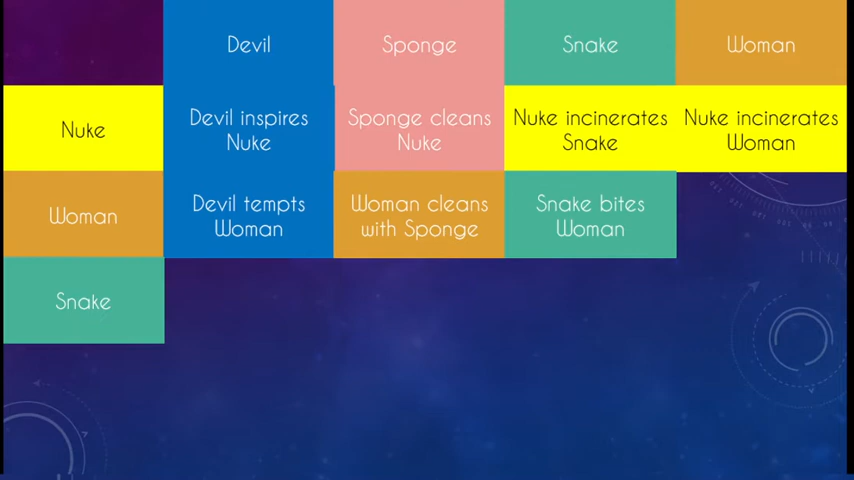 Devil
Sponge
Snake
Woman
Nuke
Devil inspires
Nuke
Sponge cleans
Nuke
Nuke incinerates
Snake
Nuke incinerates
Woman
Woman
Devil tempts
Woman
Woman cleans
with Sponge
Snake bites
Woman
Snake